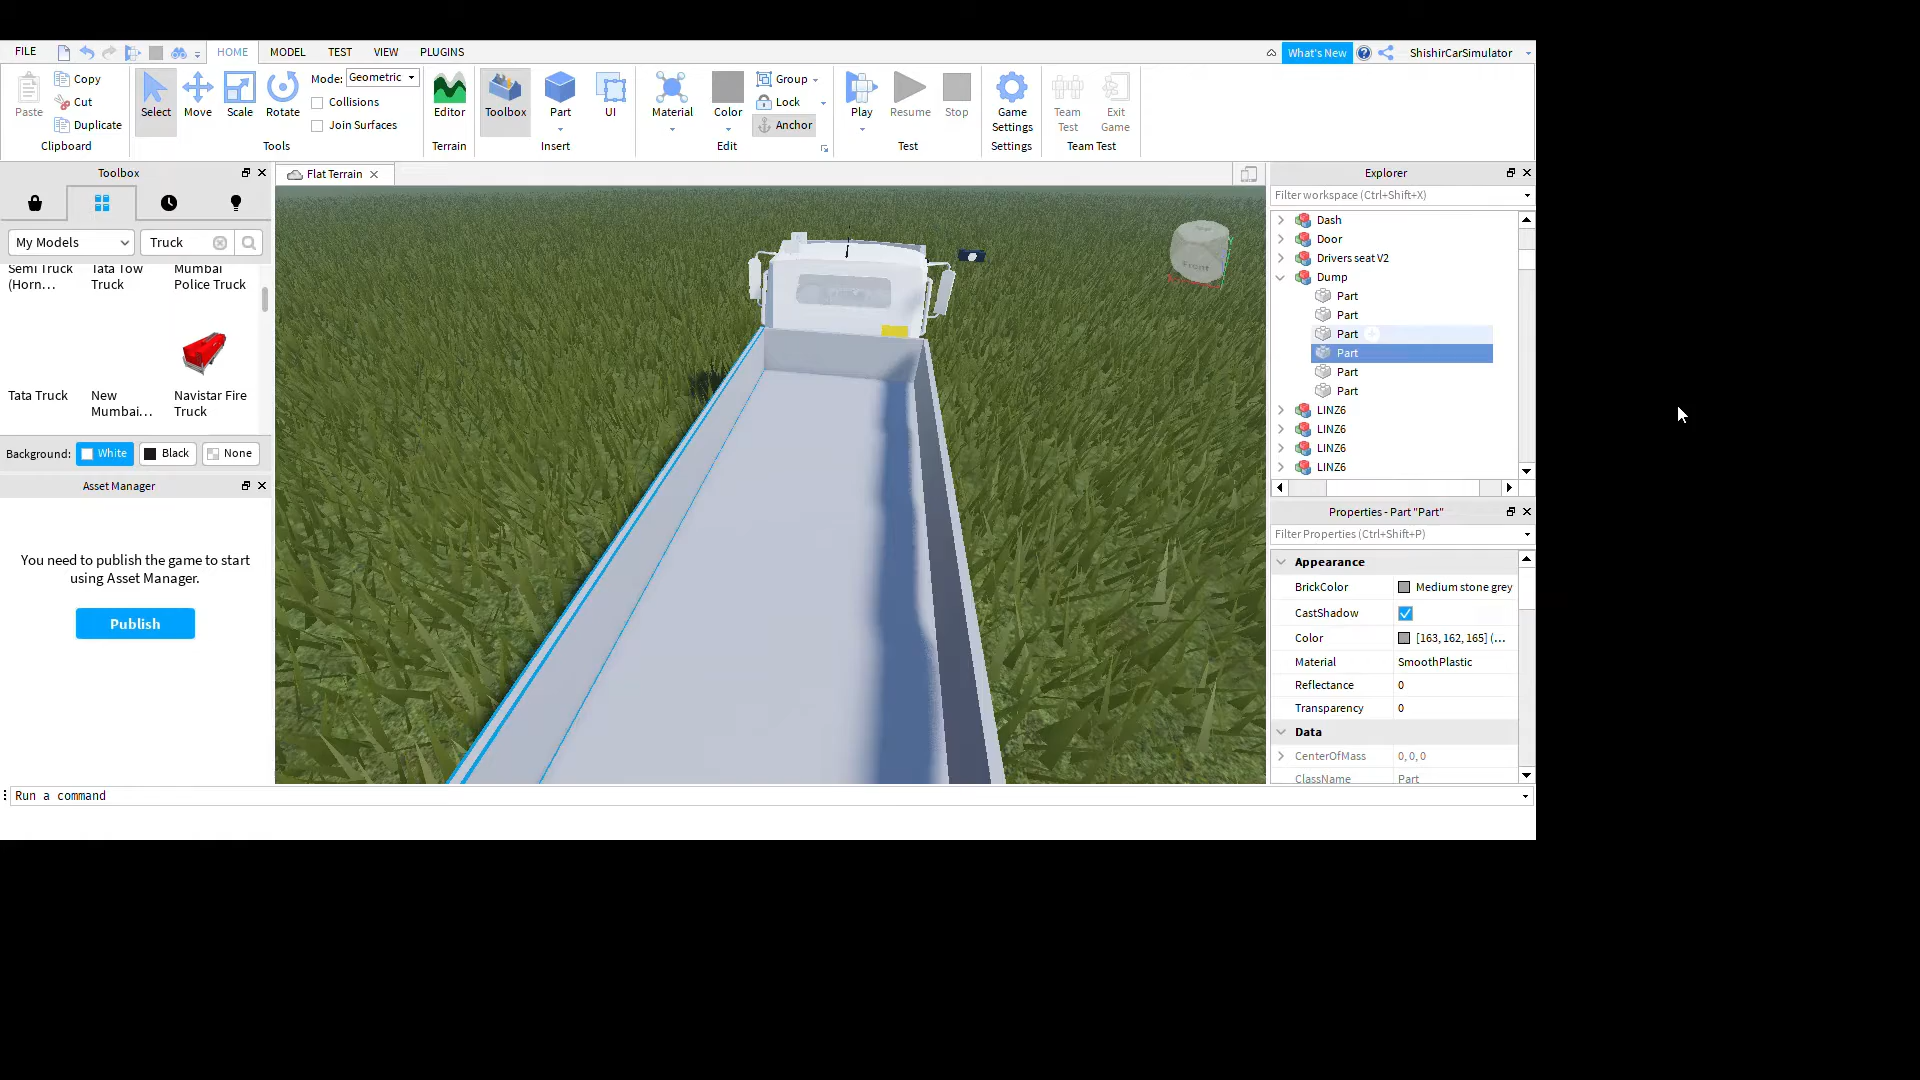 FILE
HOME
MODEL
TEST
VIEW
PLUGINS
What's New
ShishirCarSimulator
Paste
Copy
Cut
Duplicate
Clipboard
Select
Move
Scale
Rotate
Mode: Geometric
Collisions
Join Surfaces
Tools
Editor
Terrain
Toolbox
Part
UI
Insert
Material
Color
Group
Lock
Anchor
Edit
Play
Resume
Stop
Test
Game
Settings
Settings
Team
Test
Exit
Game
Team Test
Toolbox
My Models
Truck
Semi Truck
(Horn...
Tata Tow
Truck
Mumbai
Police Truck
Tata Truck
New
Mumbai...
Navistar Fire
Truck
Background: White Black None
Asset Manager
You need to publish the game to start
using Asset Manager.
Publish
Flat Terrain
Front
Explorer
Filter workspace (Ctrl+Shift+X)
Dash
Door
Drivers seat V2
Dump
Part
Part
Part
Part
Part
Part
LINZ6
LINZ6
LINZ6
LINZ6
Properties - Part "Part"
Filter Properties (Ctrl+Shift+P)
Appearance
BrickColor Medium stone grey
CastShadow
Color [163, 162, 165] (...
Material SmoothPlastic
Reflectance 0
Transparency 0
Data
CenterOfMass 0, 0, 0
ClassName Part
Run a command